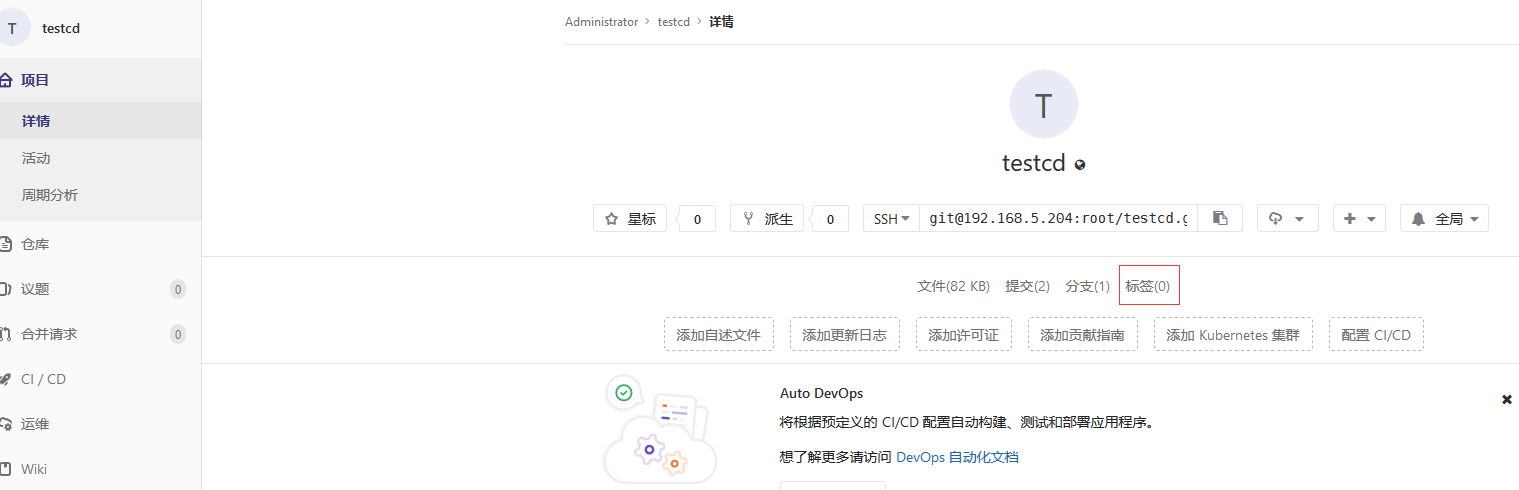 T testcd
项目
详情
活动
周期分析
仓库
议题 0
合并请求 0
CI / CD
运维
Wiki
Administrator > testcd > 详情
T
testcd
星标 0 派生 0 SSH git@192.168.5.204:root/testcd.g 全局
文件(82 KB) 提交(2) 分支(1) 标签(0)
添加自述文件 添加更新日志 添加许可证 添加贡献指南 添加 Kubernetes 集群 配置 CI/CD
Auto DevOps
将根据预定义的 CI/CD 配置自动构建、测试和部署应用程序。
想了解更多请访问 DevOps 自动化文档